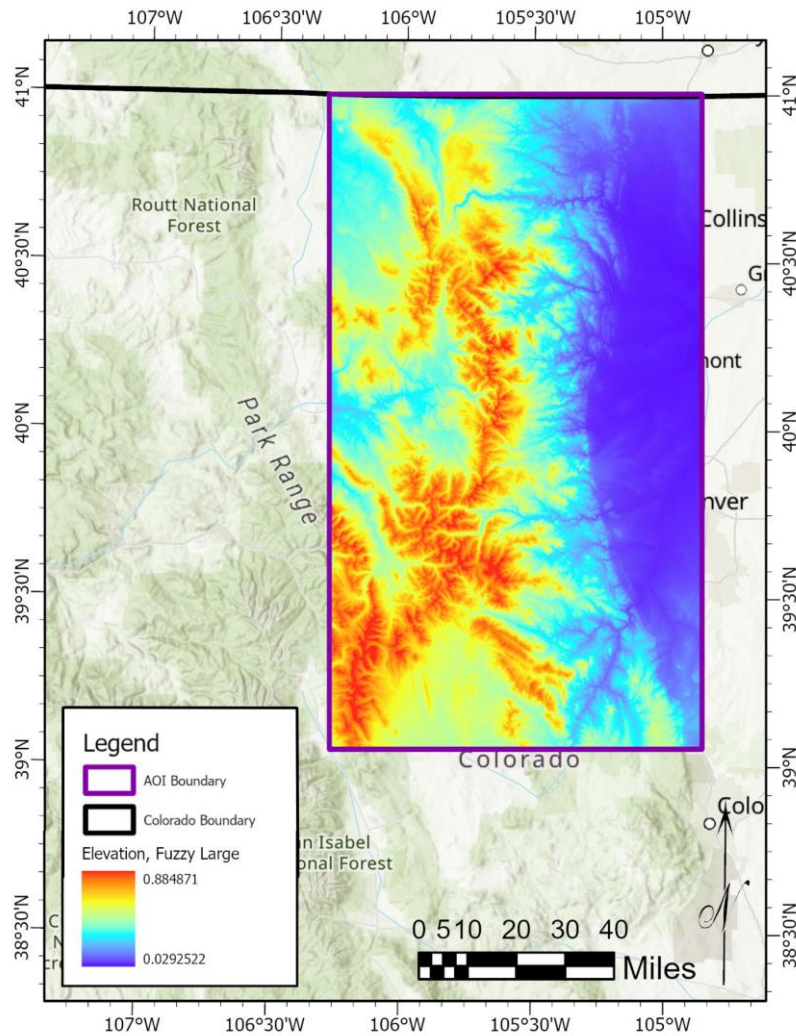 107°W 106°30'W 106°W 105°30'W 105°W
41°N 41°N
Routt National
Forest
Collins
40°30'N 40°30'N
G
mont
40°N 40°N
Park Range
nver
39°30'N 39°30'N
Legend
AOI Boundary
Colorado Boundary
Elevation, Fuzzy Large
0.884871
0.0292522
39°N 39°N
Colorado
Colo
n Isabel
onal Forest
38°30'N 38°30'N
C
N
cre
N
0 5 10 20 30 40
Miles
107°W 106°30'W 106°W 105°30'W 105°W